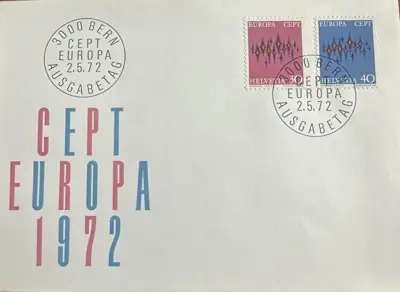 3000 BERN
CEPT
EUROPA
2.5.72
AUSGABETAG
EUROPA CEPT
HELVETIA 30
EUROPA CEPT
HELVETIA 40
3000 BERN
CEPT
EUROPA
2.5.72
AUSGABETAG
CEPT
EUROPA
1972